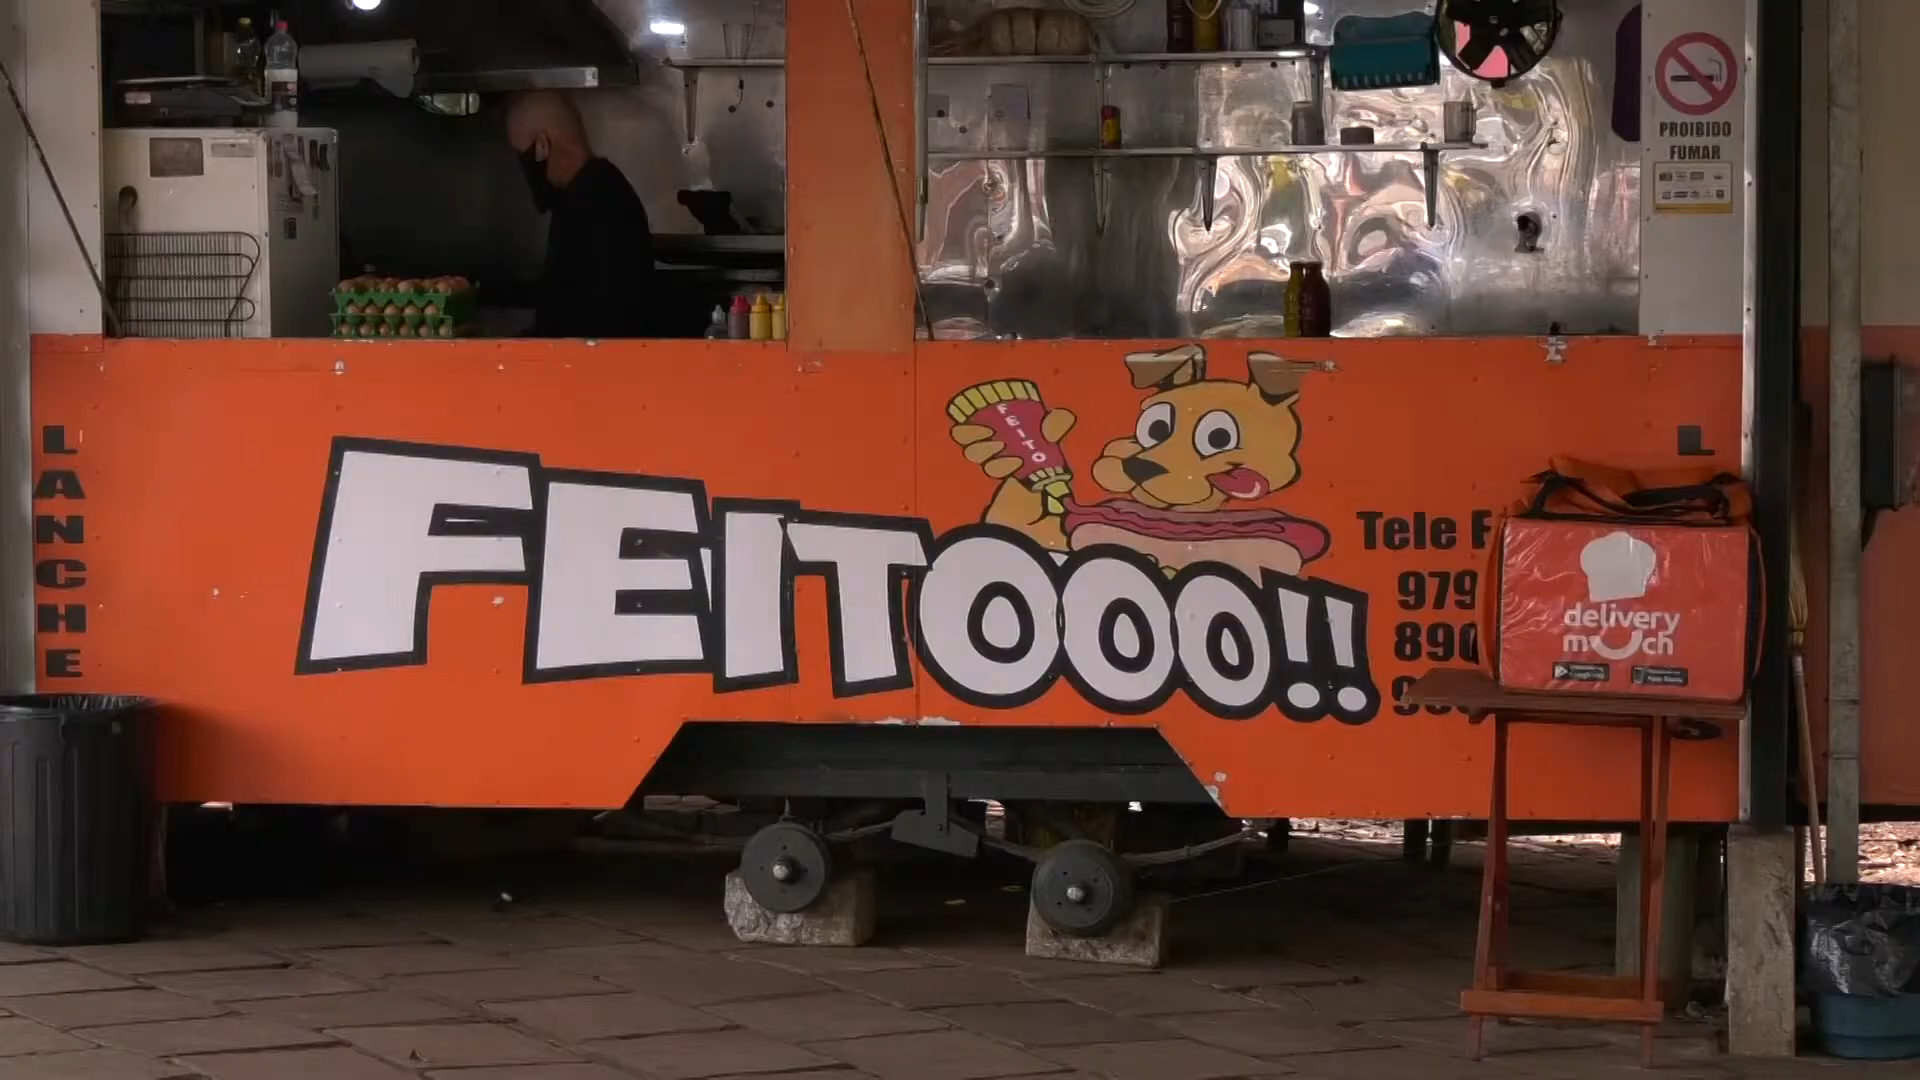 PROIBIDO
FUMAR
LANCHE
FEITO
FEITOOO!!
L
Tele
979
890
delivery
much